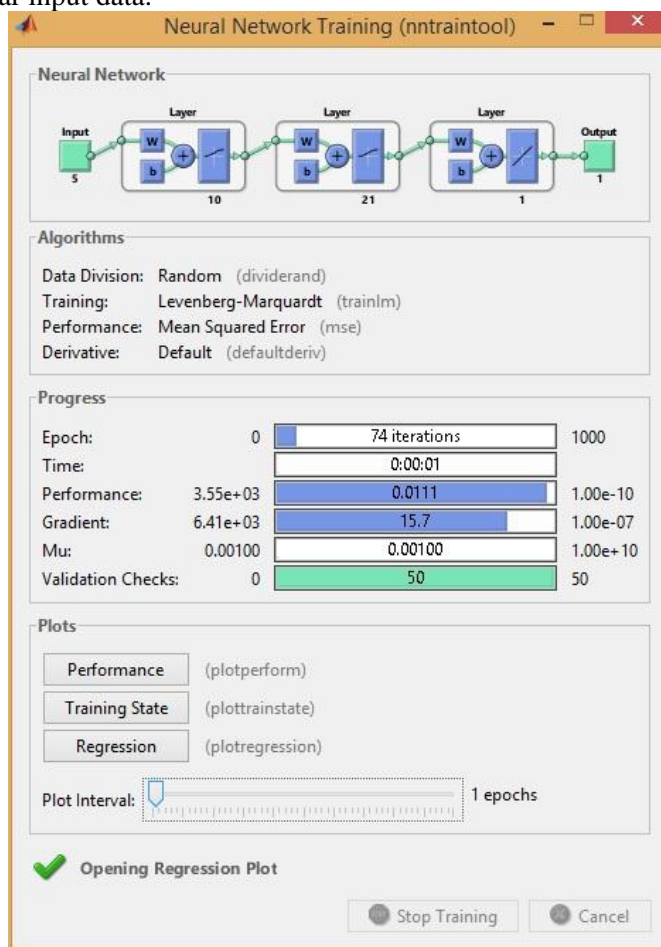 input data.
Neural Network Training (nntraintool)
Neural Network
Layer Layer Layer
Input Output
W W W
b b b
5 10 21 1 1
Algorithms
Data Division: Random (dividerand)
Training: Levenberg-Marquardt (trainlm)
Performance: Mean Squared Error (mse)
Derivative: Default (defaultderiv)
Progress
Epoch: 0 74 iterations 1000
Time: 0:00:01
Performance: 3.55e+03 0.0111 1.00e-10
Gradient: 6.41e+03 15.7 1.00e-07
Mu: 0.00100 0.00100 1.00e+10
Validation Checks: 0 50 50
Plots
Performance (plotperform)
Training State (plottrainstate)
Regression (plotregression)
Plot Interval: 1 epochs
Opening Regression Plot
Stop Training Cancel